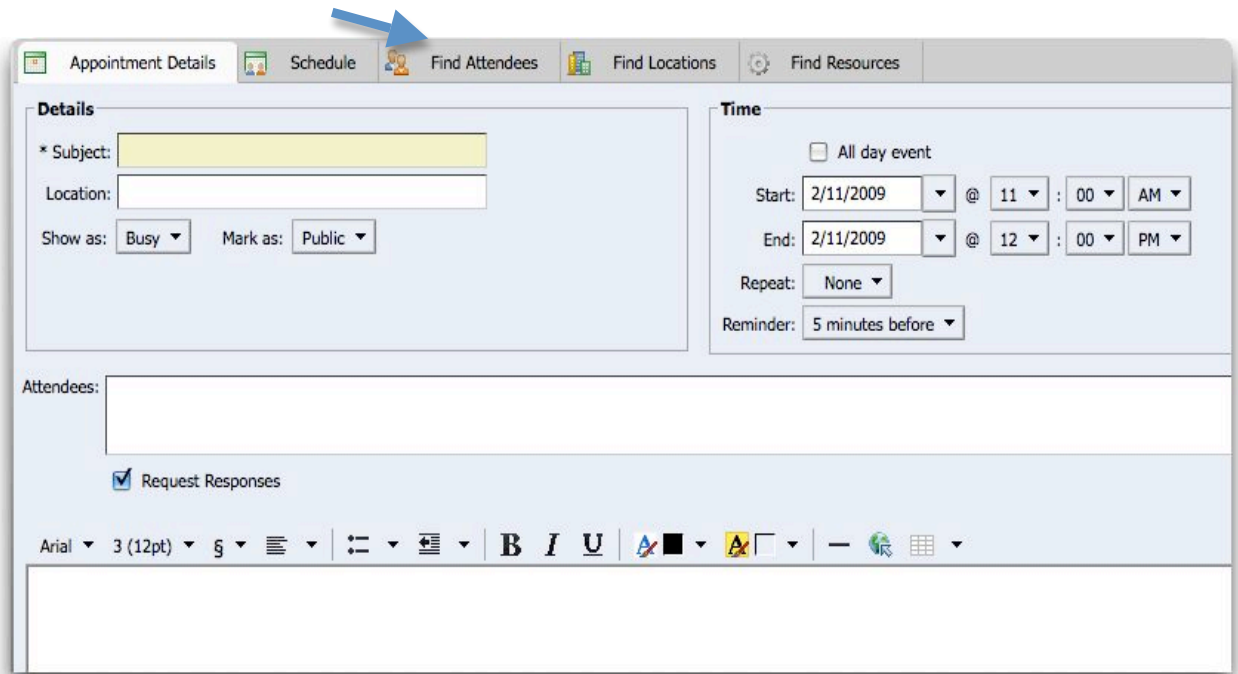 Appointment Details Schedule Find Attendees Find Locations Find Resources
Details
* Subject:
Location:
Show as: Busy Mark as: Public
Time
All day event
Start: 2/11/2009 @ 11 : 00 AM
End: 2/11/2009 @ 12 : 00 PM
Repeat: None
Reminder: 5 minutes before
Attendees:
Request Responses
Arial 3 (12pt) § B I U A A